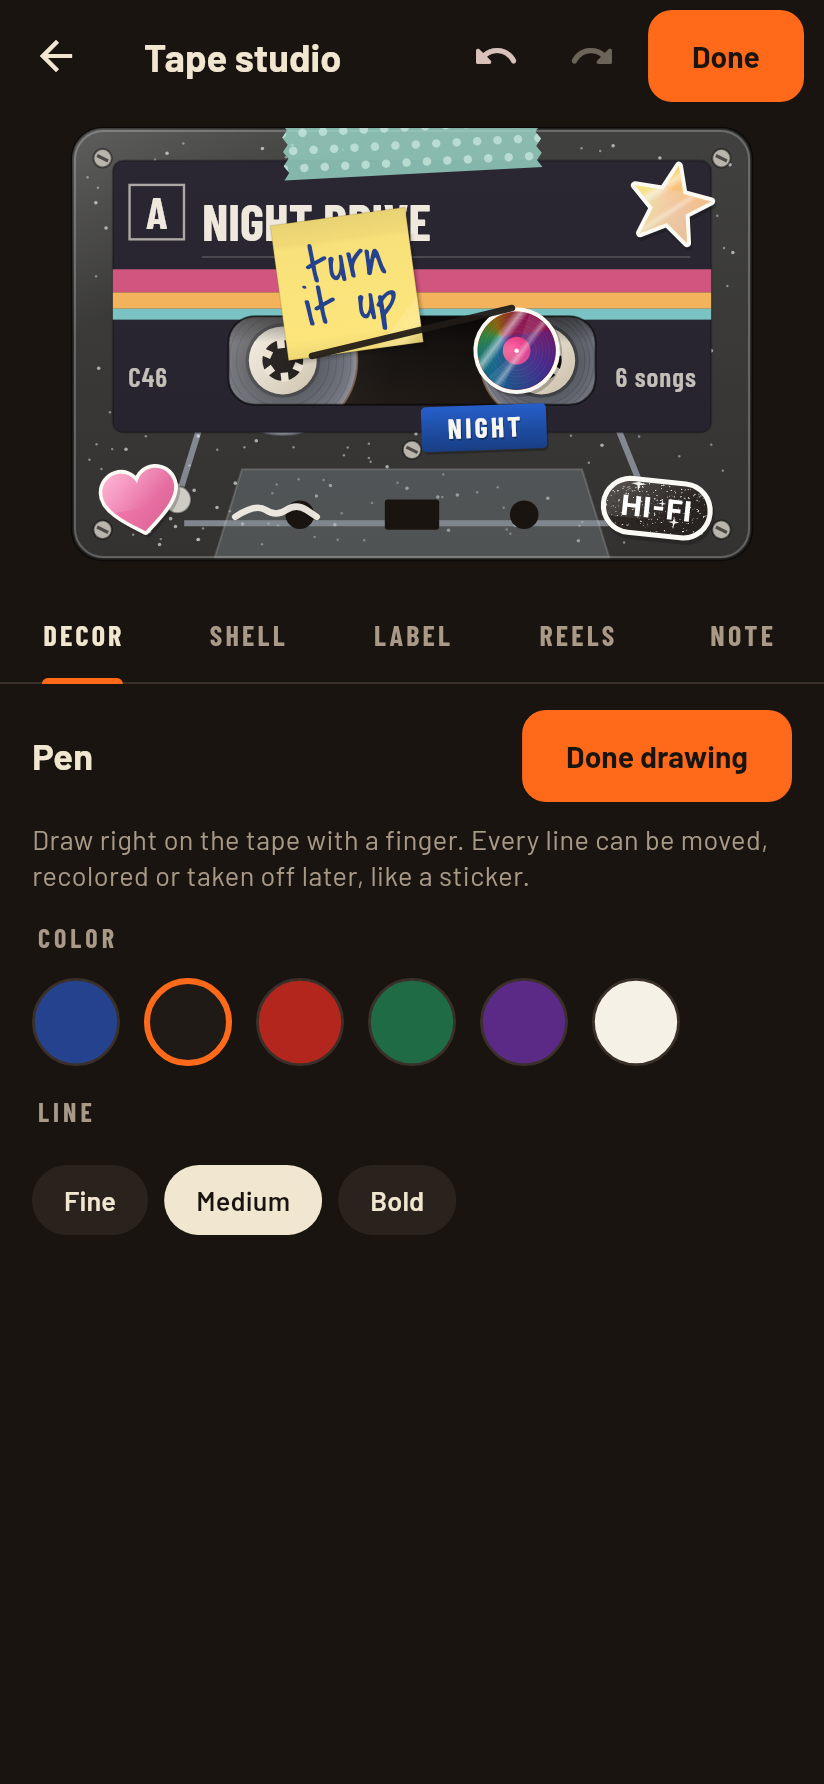 Tape studio
Done
A
NIGHT DRIVE
turn
it up
C46
6 songs
NIGHT
HI-FI
DECOR
SHELL
LABEL
REELS
NOTE
Pen
Done drawing
Draw right on the tape with a finger. Every line can be moved,
recolored or taken off later, like a sticker.
COLOR
LINE
Fine
Medium
Bold